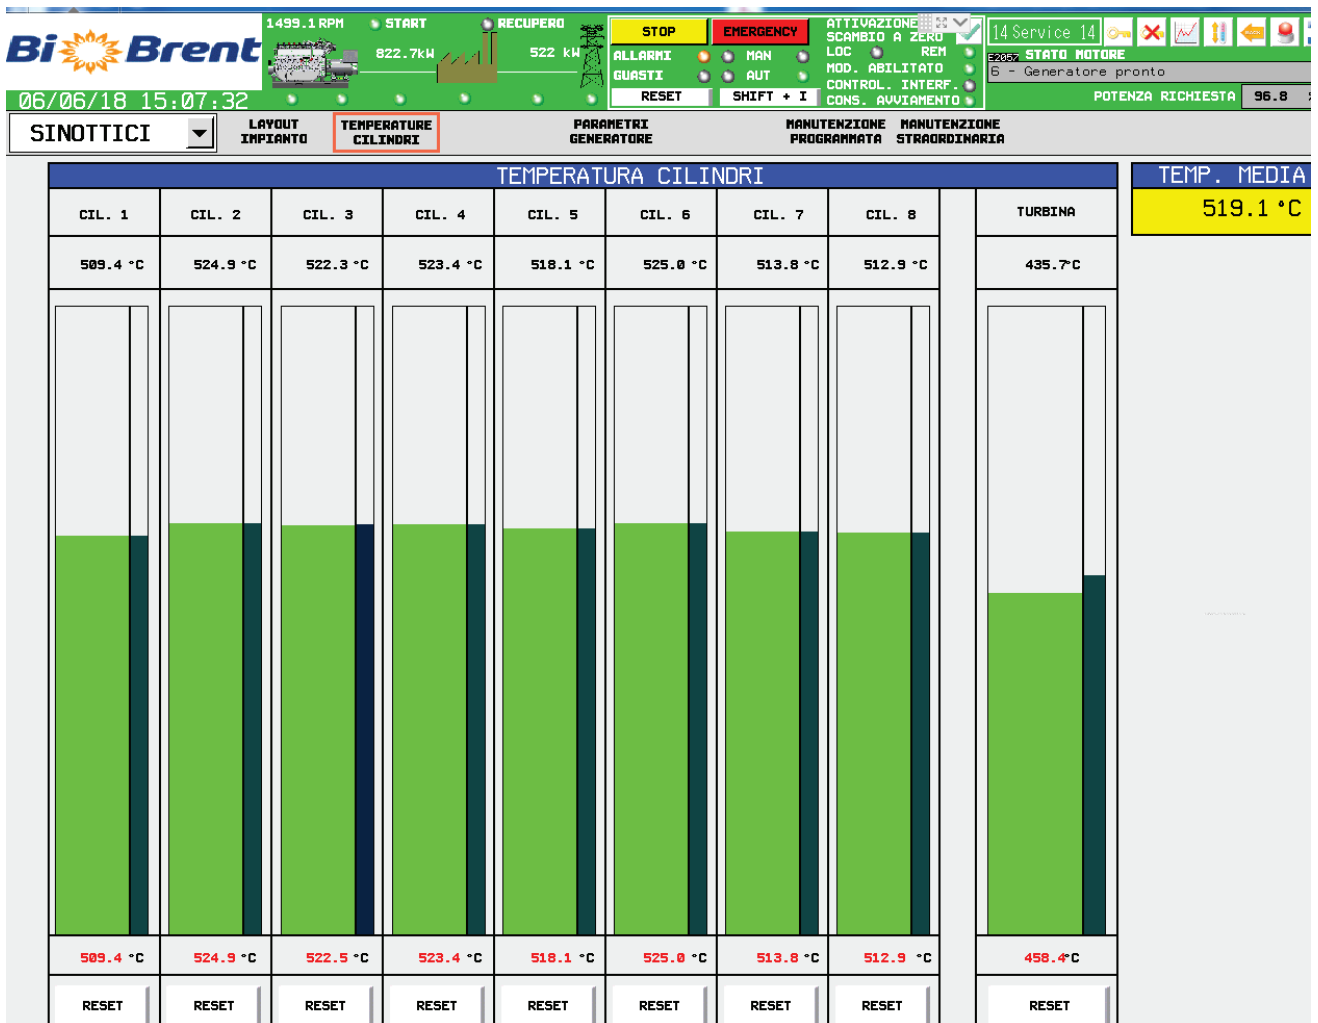 Bi Brent
06/06/18 15:07:32
1499.1 RPM START RECUPERO
822.7kW 522 kW
STOP EMERGENCY
ALLARMI MAN
GUASTI AUT
RESET SHIFT + I
ATTIVAZIONE
SCAMBIO A ZERO
LOC REM
MOD. ABILITATO
CONTROL. INTERF.
CONS. AVVIAMENTO
14 Service 14
E2057 STATO MOTORE
6 - Generatore pronto
POTENZA RICHIESTA 96.8
SINOTTICI
LAYOUT
IMPIANTO
TEMPERATURE
CILINDRI
PARAMETRI
GENERATORE
MANUTENZIONE
PROGRAMMATA
MANUTENZIONE
STRAORDINARIA
TEMPERATURA CILINDRI
TEMP. MEDIA
519.1 °C
CIL. 1 CIL. 2 CIL. 3 CIL. 4 CIL. 5 CIL. 6 CIL. 7 CIL. 8 TURBINA
509.4 °C 524.9 °C 522.3 °C 523.4 °C 518.1 °C 525.0 °C 513.8 °C 512.9 °C 435.7°C
509.4 °C 524.9 °C 522.5 °C 523.4 °C 518.1 °C 525.0 °C 513.8 °C 512.9 °C 458.4°C
RESET RESET RESET RESET RESET RESET RESET RESET RESET